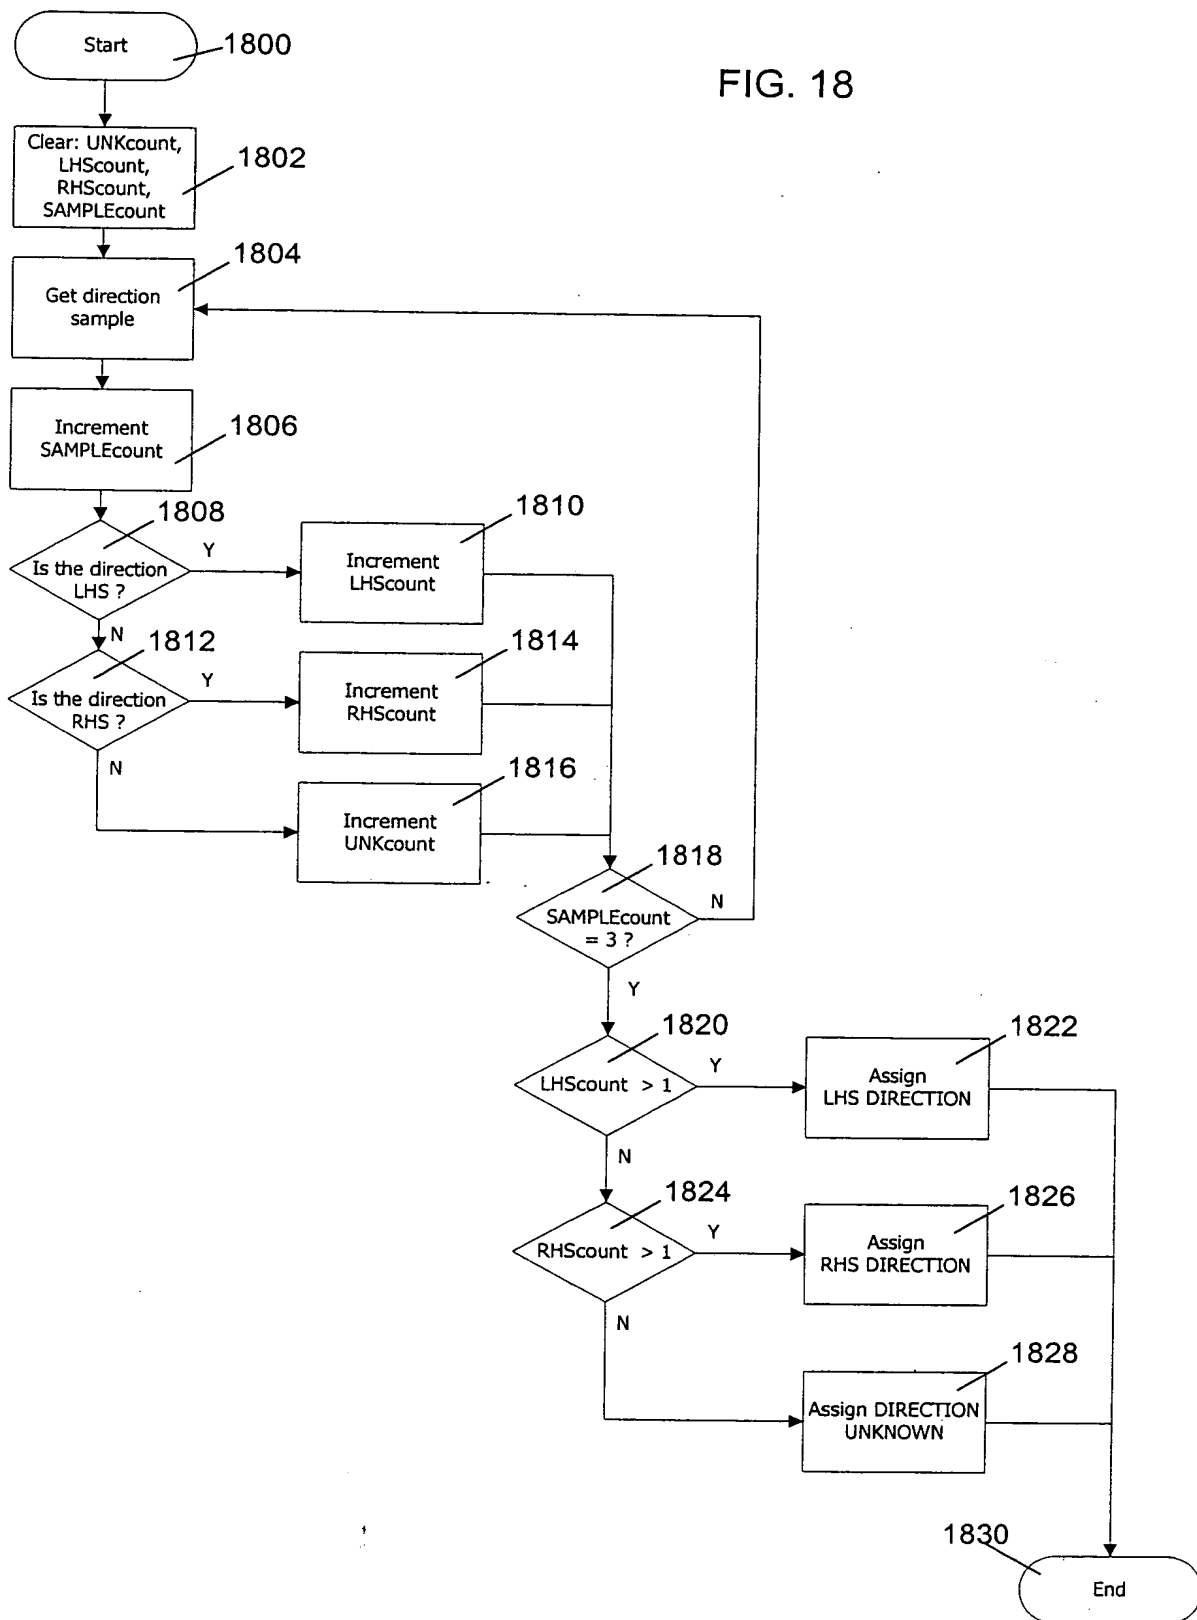 Start
1800
FIG. 18
Clear: UNKcount,
LHScount,
RHScount,
SAMPLEcount
1802
1804
Get direction
sample
Increment
SAMPLEcount
1806
1808
Is the direction
LHS ?
Y
1810
Increment
LHScount
N
1812
Is the direction
RHS ?
Y
1814
Increment
RHScount
N
1816
Increment
UNKcount
1818
SAMPLEcount
= 3 ?
N
Y
1820
LHScount > 1
Y
1822
Assign
LHS DIRECTION
N
1824
RHScount > 1
Y
1826
Assign
RHS DIRECTION
N
1828
Assign DIRECTION
UNKNOWN
1830
End